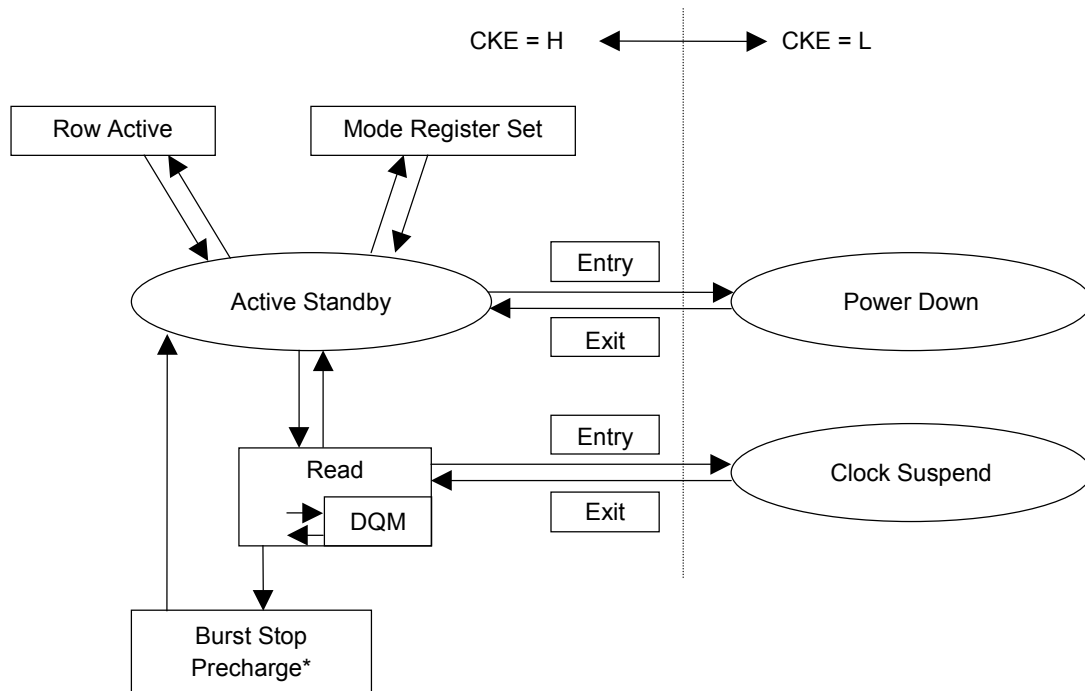 CKE = H
CKE = L
Row Active
Mode Register Set
Entry
Active Standby
Power Down
Exit
Entry
Read
Clock Suspend
DQM
Exit
Burst Stop
Precharge*